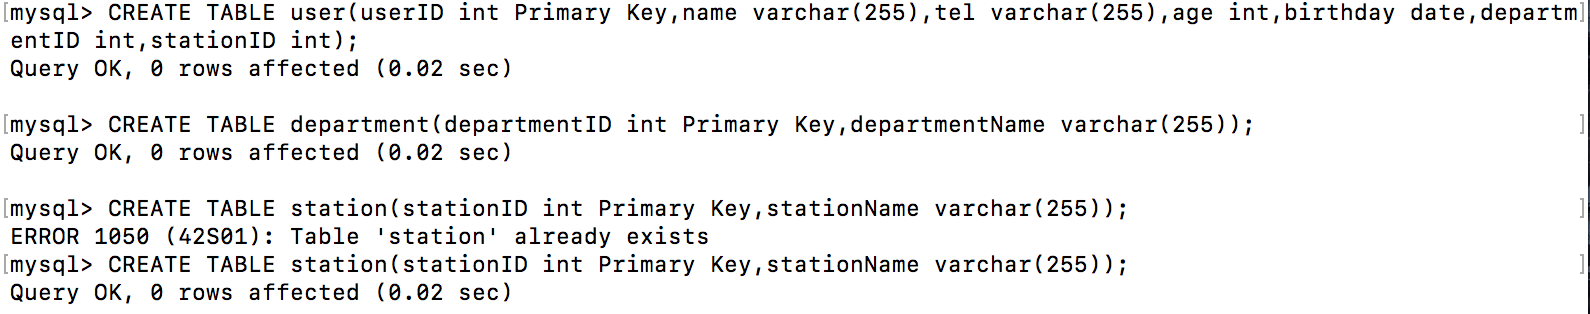 [mysql> CREATE TABLE user(userID int Primary Key,name varchar(255),tel varchar(255),age int,birthday date,departm]
entID int,stationID int);
Query OK, 0 rows affected (0.02 sec)
[mysql> CREATE TABLE department(departmentID int Primary Key,departmentName varchar(255)); ]
Query OK, 0 rows affected (0.02 sec)
[mysql> CREATE TABLE station(stationID int Primary Key,stationName varchar(255)); ]
ERROR 1050 (42S01): Table 'station' already exists
[mysql> CREATE TABLE station(stationID int Primary Key,stationName varchar(255)); ]
Query OK, 0 rows affected (0.02 sec)